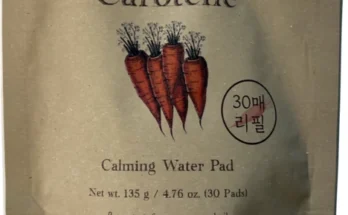 Carotene
30매
리필
Calming Water Pad
Net wt. 135 g / 4.76 oz. (30 Pads)